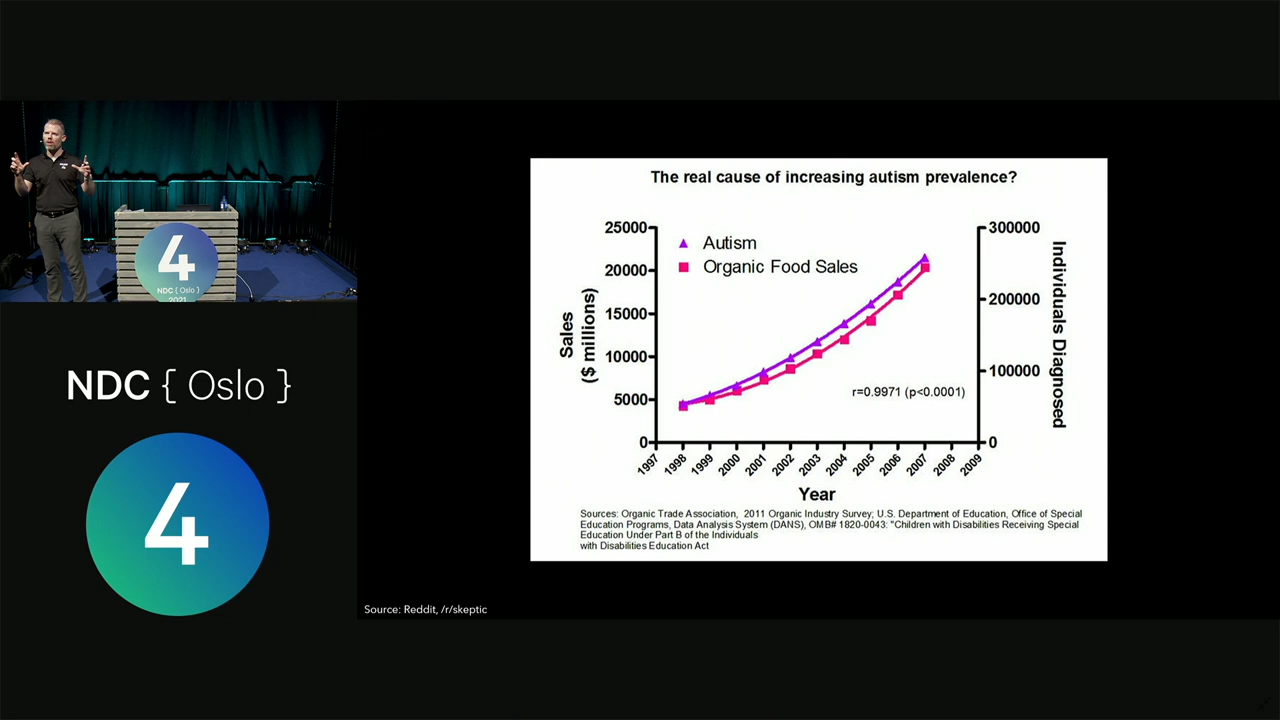 4
NDC { Oslo }
2021
NDC { Oslo }
4
The real cause of increasing autism prevalence?
25000
20000
15000
10000
5000
0
Sales
($ millions)
Autism
Organic Food Sales
r=0.9971 (p<0.0001)
300000
200000
100000
0
Individuals Diagnosed
1997
1998
1999
2000
2001
2002
2003
2004
2005
2006
2007
2008
2009
Year
Sources: Organic Trade Association, 2011 Organic Industry Survey; U.S. Department of Education, Office of Special
Education Programs, Data Analysis System (DANS), OMB# 1820-0043: "Children with Disabilities Receiving Special
Education Under Part B of the Individuals
with Disabilities Education Act
Source: Reddit, /r/skeptic